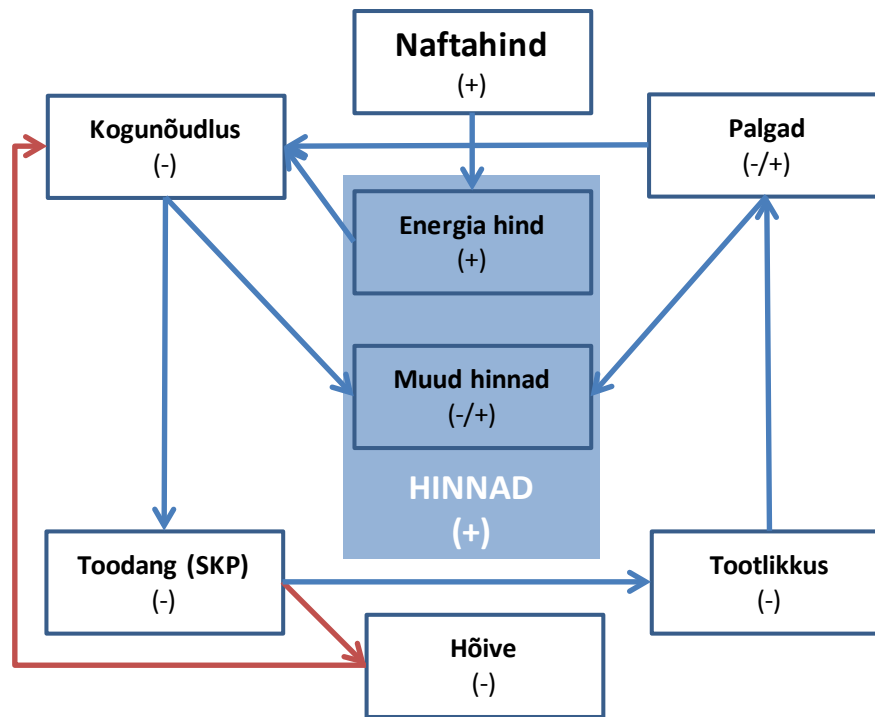 Naftahind
(+)
Kogunõudlus
(-)
Palgad
(-/+)
Energia hind
(+)
Muud hinnad
(-/+)
HINNAD
(+)
Toodang (SKP)
(-)
Tootlikkus
(-)
Hõive
(-)